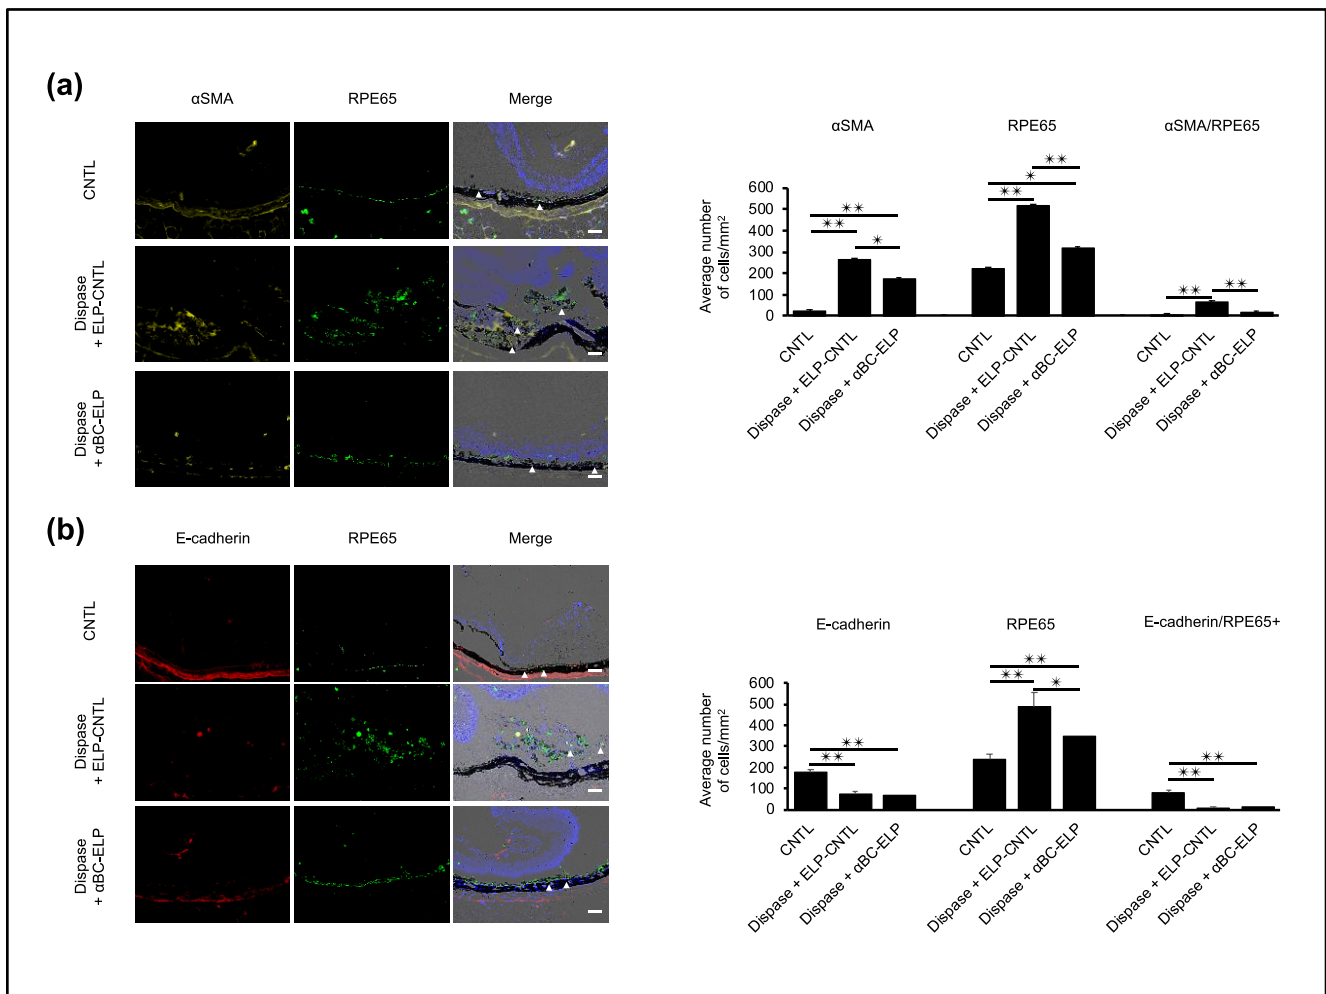 (a)
αSMA RPE65 Merge
CNTL
Dispase
+ ELP-CNTL
Dispase
+ αBC-ELP
αSMA RPE65 αSMA/RPE65
Average number
of cells/mm²
600
500
400
300
200
100
0
✳✳
✳✳
✳
✳✳
✳
✳✳
✳✳ ✳✳
CNTL
Dispase + ELP-CNTL
Dispase + αBC-ELP
CNTL
Dispase + ELP-CNTL
Dispase + αBC-ELP
CNTL
Dispase + ELP-CNTL
Dispase + αBC-ELP
(b)
E-cadherin RPE65 Merge
CNTL
Dispase
+ ELP-CNTL
Dispase
+ αBC-ELP
E-cadherin RPE65 E-cadherin/RPE65+
Average number
of cells/mm²
600
500
400
300
200
100
0
✳✳
✳✳
✳✳
✳✳
✳
✳✳
✳✳
CNTL
Dispase + ELP-CNTL
Dispase + αBC-ELP
CNTL
Dispase + ELP-CNTL
Dispase + αBC-ELP
CNTL
Dispase + ELP-CNTL
Dispase + αBC-ELP